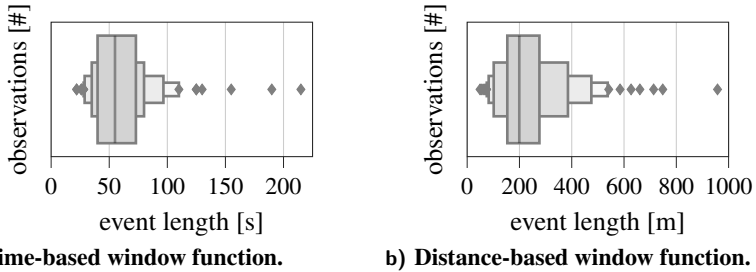 observations [#]
0 50 100 150 200
event length [s]
ime-based window function.
observations [#]
0 200 400 600 800 1000
event length [m]
b) Distance-based window function.